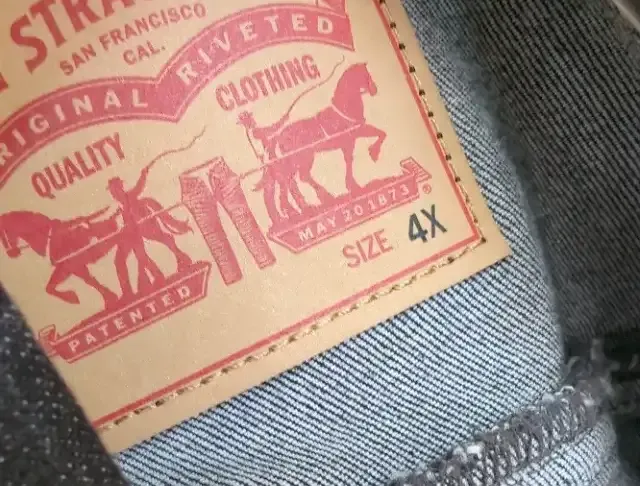 SAN FRANCISCO
CAL.
ORIGINAL RIVETED
QUALITY CLOTHING
PATENTED
MAY 20 1873 ®
SIZE 4X